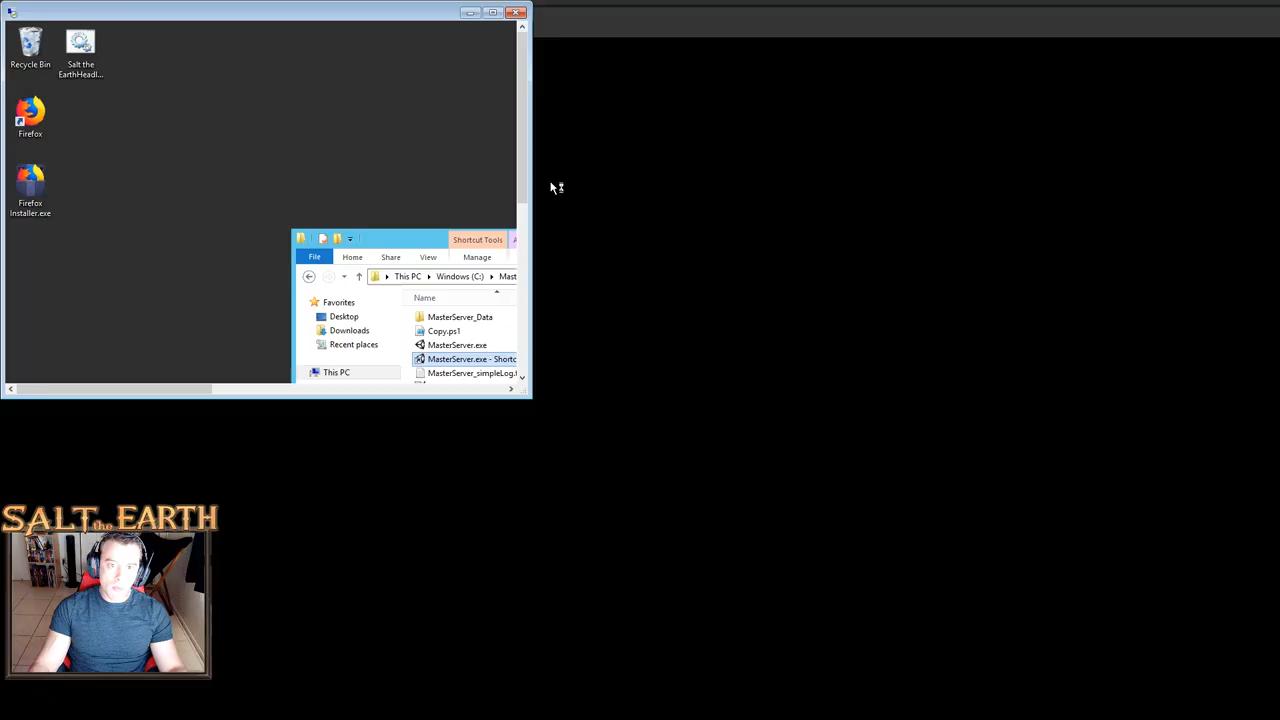 Recycle Bin
Salt the
EarthHeadl...
Firefox
Firefox
Installer.exe
Shortcut Tools
File
Home
Share
View
Manage
This PC
Windows (C:)
Mast
Name
Favorites
Desktop
Downloads
Recent places
This PC
MasterServer_Data
Copy.ps1
MasterServer.exe
MasterServer.exe - Shortc
MasterServer_simpleLog.t
SALT the EARTH